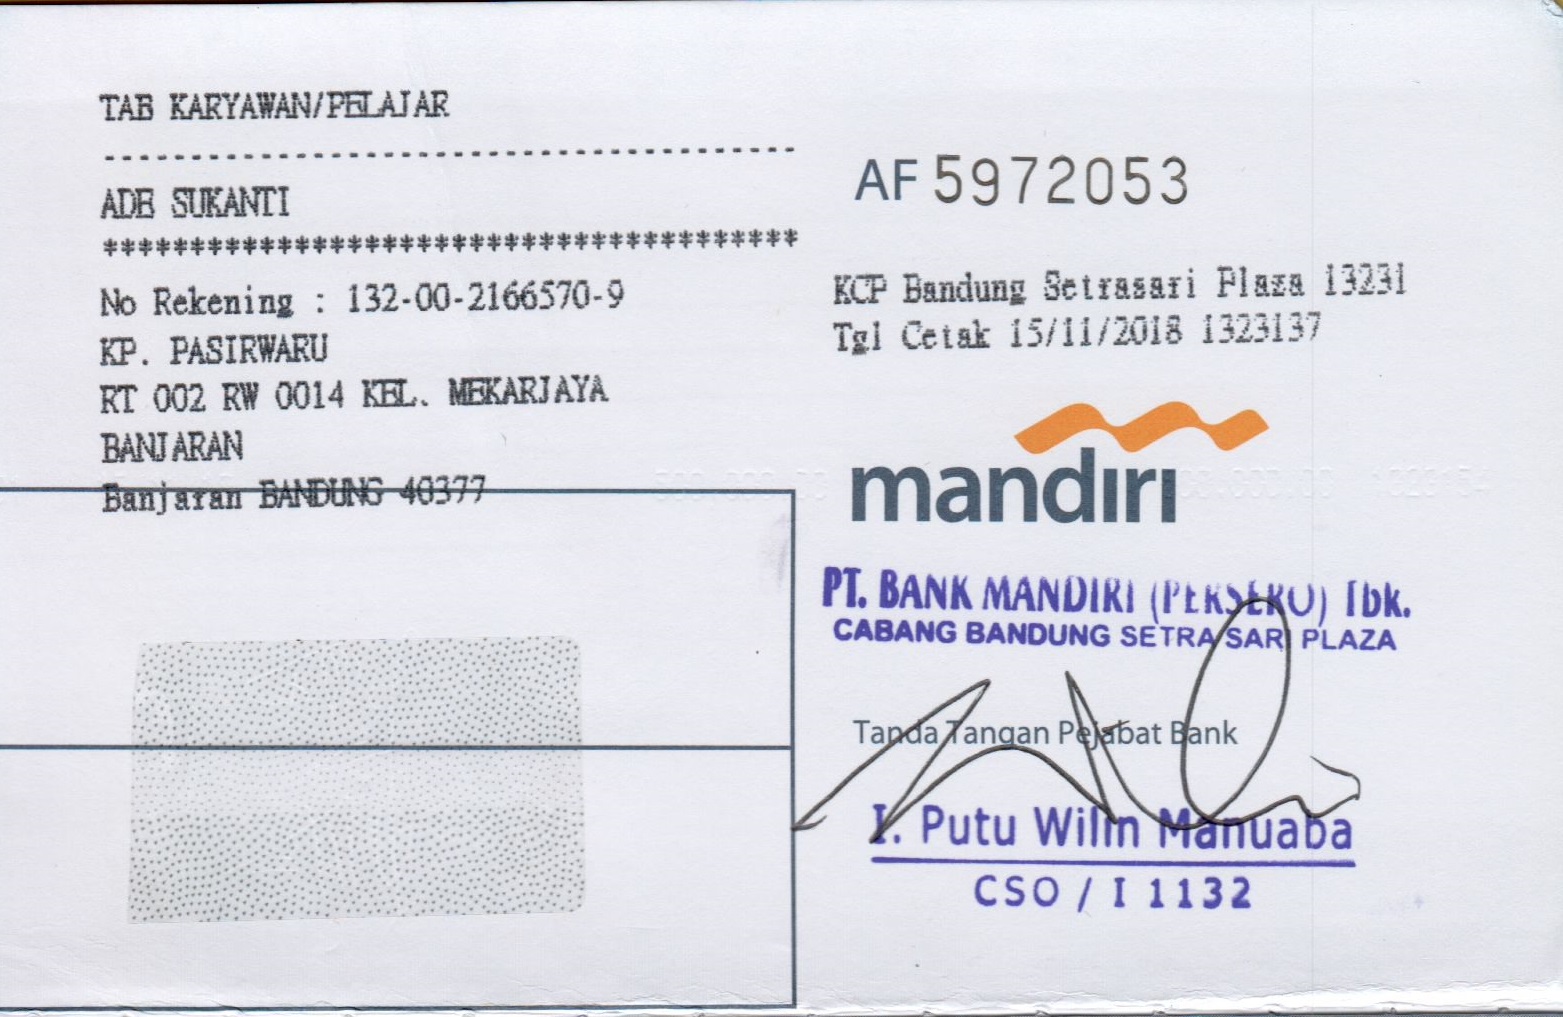 TAB KARYAWAN/PELAJAR
----------------------------------------
ADE SUKANTI
****************************************
No Rekening : 132-00-2166570-9
KP. PASIRWARU
RT 002 RW 0014 KEL. MEKARJAYA
BANJARAN
Banjaran BANDUNG 40377
AF 5972053
KCP Bandung Setrasari Plaza 13231
Tgl Cetak 15/11/2018 1323137
mandırı
PT. BANK MANDIRI (PERSERO) Tbk.
CABANG BANDUNG SETRA SARI PLAZA
Tanda Tangan Pejabat Bank
I. Putu Wilin Manuaba
CSO / I 1132